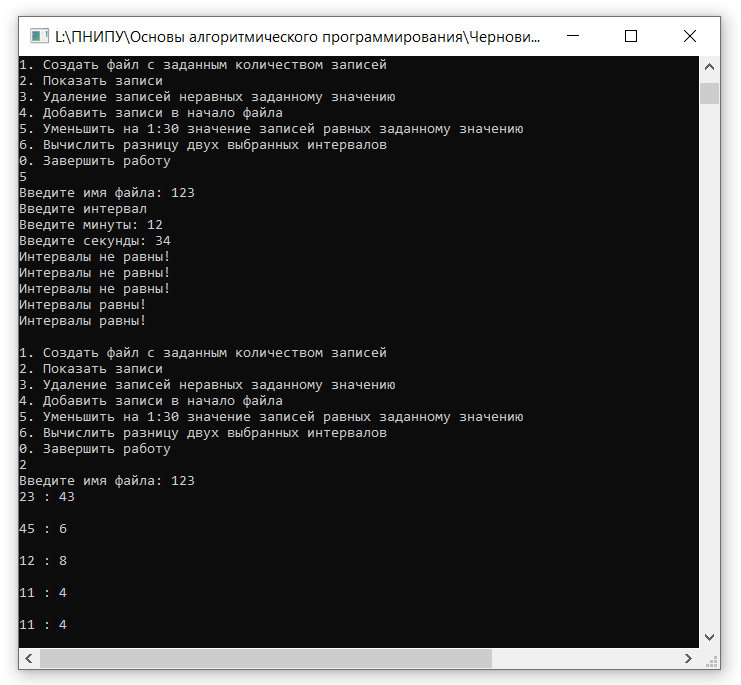 L:\ПНИПУ\Основы алгоритмического программирования\Чернови...
1. Создать файл с заданным количеством записей
2. Показать записи
3. Удаление записей неравных заданному значению
4. Добавить записи в начало файла
5. Уменьшить на 1:30 значение записей равных заданному значению
6. Вычислить разницу двух выбранных интервалов
0. Завершить работу
5
Введите имя файла: 123
Введите интервал
Введите минуты: 12
Введите секунды: 34
Интервалы не равны!
Интервалы не равны!
Интервалы не равны!
Интервалы равны!
Интервалы равны!
1. Создать файл с заданным количеством записей
2. Показать записи
3. Удаление записей неравных заданному значению
4. Добавить записи в начало файла
5. Уменьшить на 1:30 значение записей равных заданному значению
6. Вычислить разницу двух выбранных интервалов
0. Завершить работу
2
Введите имя файла: 123
23 : 43
45 : 6
12 : 8
11 : 4
11 : 4